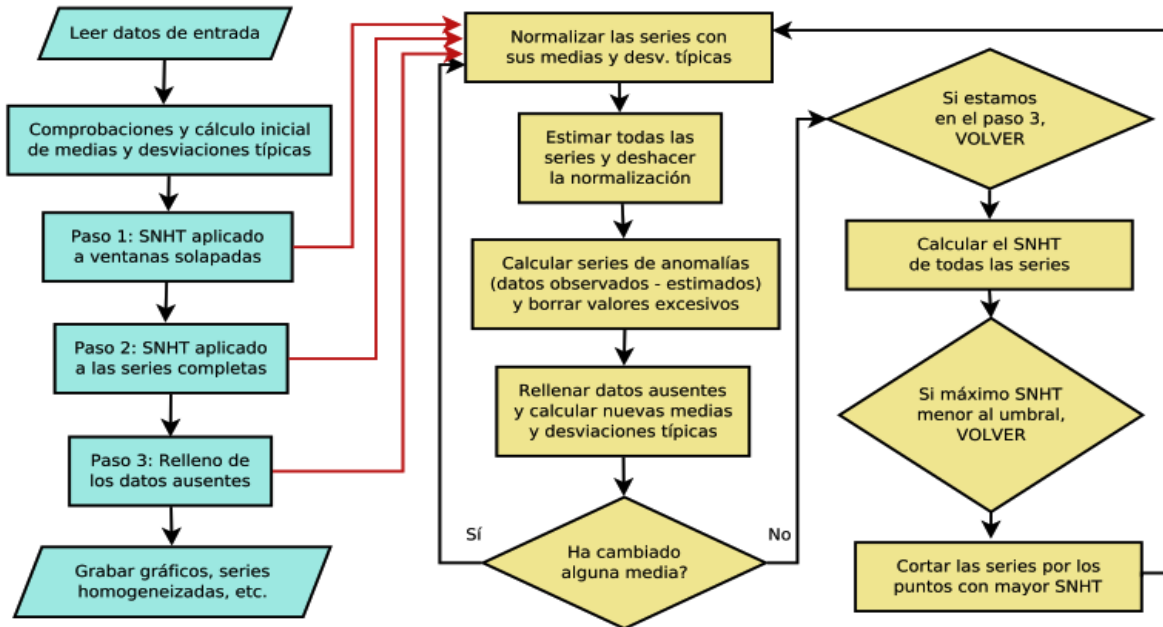 Leer datos de entrada
Comprobaciones y cálculo inicial
de medias y desviaciones típicas
Paso 1: SNHT aplicado
a ventanas solapadas
Paso 2: SNHT aplicado
a las series completas
Paso 3: Relleno de
los datos ausentes
Grabar gráficos, series
homogeneizadas, etc.
Normalizar las series con
sus medias y desv. típicas
Estimar todas las
series y deshacer
la normalización
Calcular series de anomalías
(datos observados - estimados)
y borrar valores excesivos
Rellenar datos ausentes
y calcular nuevas medias
y desviaciones típicas
Sí
No
Ha cambiado
alguna media?
Si estamos
en el paso 3,
VOLVER
Calcular el SNHT
de todas las series
Si máximo SNHT
menor al umbral,
VOLVER
Cortar las series por los
puntos con mayor SNHT